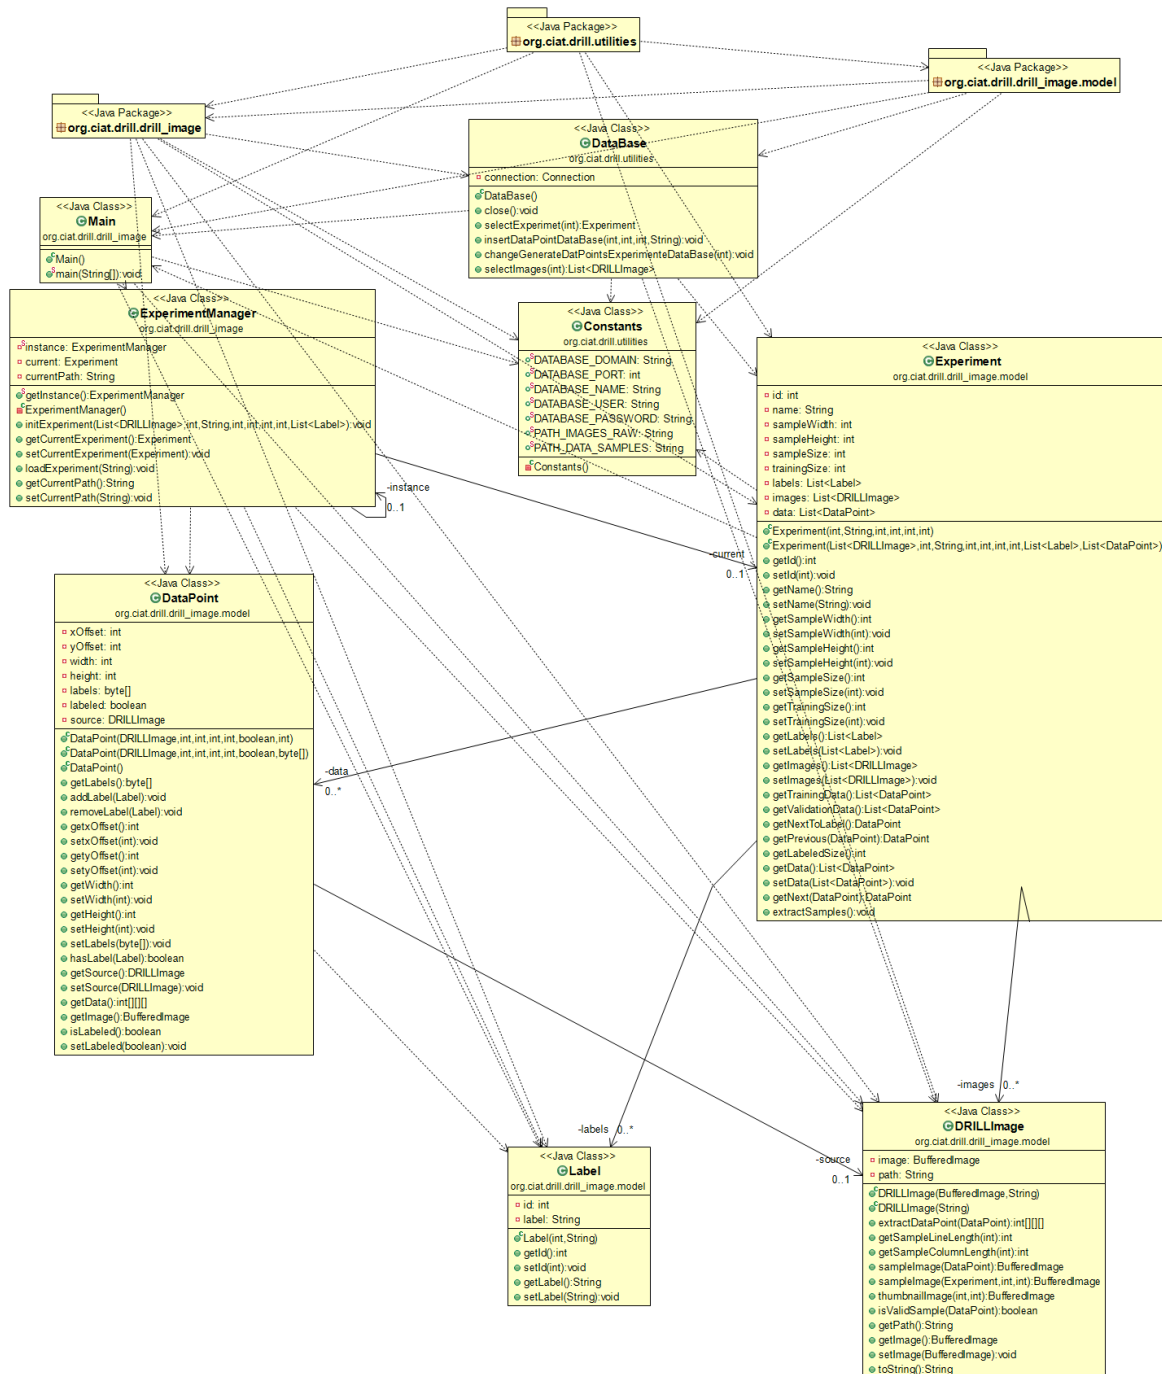 <<Java Package>>
org.ciat.drill.utilities
<<Java Package>>
org.ciat.drill.drill_image.model
<<Java Package>>
org.ciat.drill.drill_image
<<Java Class>>
DataBase
org.ciat.drill.utilities
connection: Connection
DataBase()
close():void
selectExperimet(int):Experiment
insertDataPointDataBase(int,int,int,String):void
changeGenerateDatPointsExperimenteDataBase(int):void
selectImages(int):List<DRILLImage>
<<Java Class>>
Main
org.ciat.drill.drill_image
Main()
main(String[]):void
<<Java Class>>
ExperimentManager
org.ciat.drill.drill_image
instance: ExperimentManager
current: Experiment
currentPath: String
getInstance():ExperimentManager
ExperimentManager()
initExperiment(List<DRILLImage>,int,String,int,int,int,int,List<Label>):void
getCurrentExperiment():Experiment
setCurrentExperiment(Experiment):void
loadExperiment(String):void
getCurrentPath():String
setCurrentPath(String):void
-instance
0..1
<<Java Class>>
Constants
org.ciat.drill.utilities
DATABASE_DOMAIN: String
DATABASE_PORT: int
DATABASE_NAME: String
DATABASE_USER: String
DATABASE_PASSWORD: String
PATH_IMAGES_RAW: String
PATH_DATA_SAMPLES: String
Constants()
<<Java Class>>
Experiment
org.ciat.drill.drill_image.model
id: int
name: String
sampleWidth: int
sampleHeight: int
sampleSize: int
trainingSize: int
labels: List<Label>
images: List<DRILLImage>
data: List<DataPoint>
Experiment(int,String,int,int,int,int)
Experiment(List<DRILLImage>,int,String,int,int,int,int,List<Label>,List<DataPoint>)
getId():int
setId(int):void
getName():String
setName(String):void
getSampleWidth():int
setSampleWidth(int):void
getSampleHeight():int
setSampleHeight(int):void
getSampleSize():int
setSampleSize(int):void
getTrainingSize():int
setTrainingSize(int):void
getLabels():List<Label>
setLabels(List<Label>):void
getImages():List<DRILLImage>
setImages(List<DRILLImage>):void
getTrainingData():List<DataPoint>
getValidationData():List<DataPoint>
getNextToLabel():DataPoint
getPrevious(DataPoint):DataPoint
getLabeledSize():int
getData():List<DataPoint>
setData(List<DataPoint>):void
getNext(DataPoint):DataPoint
extractSamples():void
-current
0..1
<<Java Class>>
DataPoint
org.ciat.drill.drill_image.model
xOffset: int
yOffset: int
width: int
height: int
labels: byte[]
labeled: boolean
source: DRILLImage
DataPoint(DRILLImage,int,int,int,int,boolean,int)
DataPoint(DRILLImage,int,int,int,int,boolean,byte[])
DataPoint()
getLabels():byte[]
addLabel(Label):void
removeLabel(Label):void
getxOffset():int
setxOffset(int):void
getyOffset():int
setyOffset(int):void
getWidth():int
setWidth(int):void
getHeight():int
setHeight(int):void
setLabels(byte[]):void
hasLabel(Label):boolean
getSource():DRILLImage
setSource(DRILLImage):void
getData():int[][][]
getImage():BufferedImage
isLabeled():boolean
setLabeled(boolean):void
-data
0..*
-images 0..*
-labels 0..*
-source
0..1
<<Java Class>>
Label
org.ciat.drill.drill_image.model
id: int
label: String
Label(int,String)
getId():int
setId(int):void
getLabel():String
setLabel(String):void
<<Java Class>>
DRILLImage
org.ciat.drill.drill_image.model
image: BufferedImage
path: String
DRILLImage(BufferedImage,String)
DRILLImage(String)
extractDataPoint(DataPoint):int[][][]
getSampleLineLength(int):int
getSampleColumnLength(int):int
sampleImage(DataPoint):BufferedImage
sampleImage(Experiment,int,int):BufferedImage
thumbnailImage(int,int):BufferedImage
isValidSample(DataPoint):boolean
getPath():String
getImage():BufferedImage
setImage(BufferedImage):void
toString():String